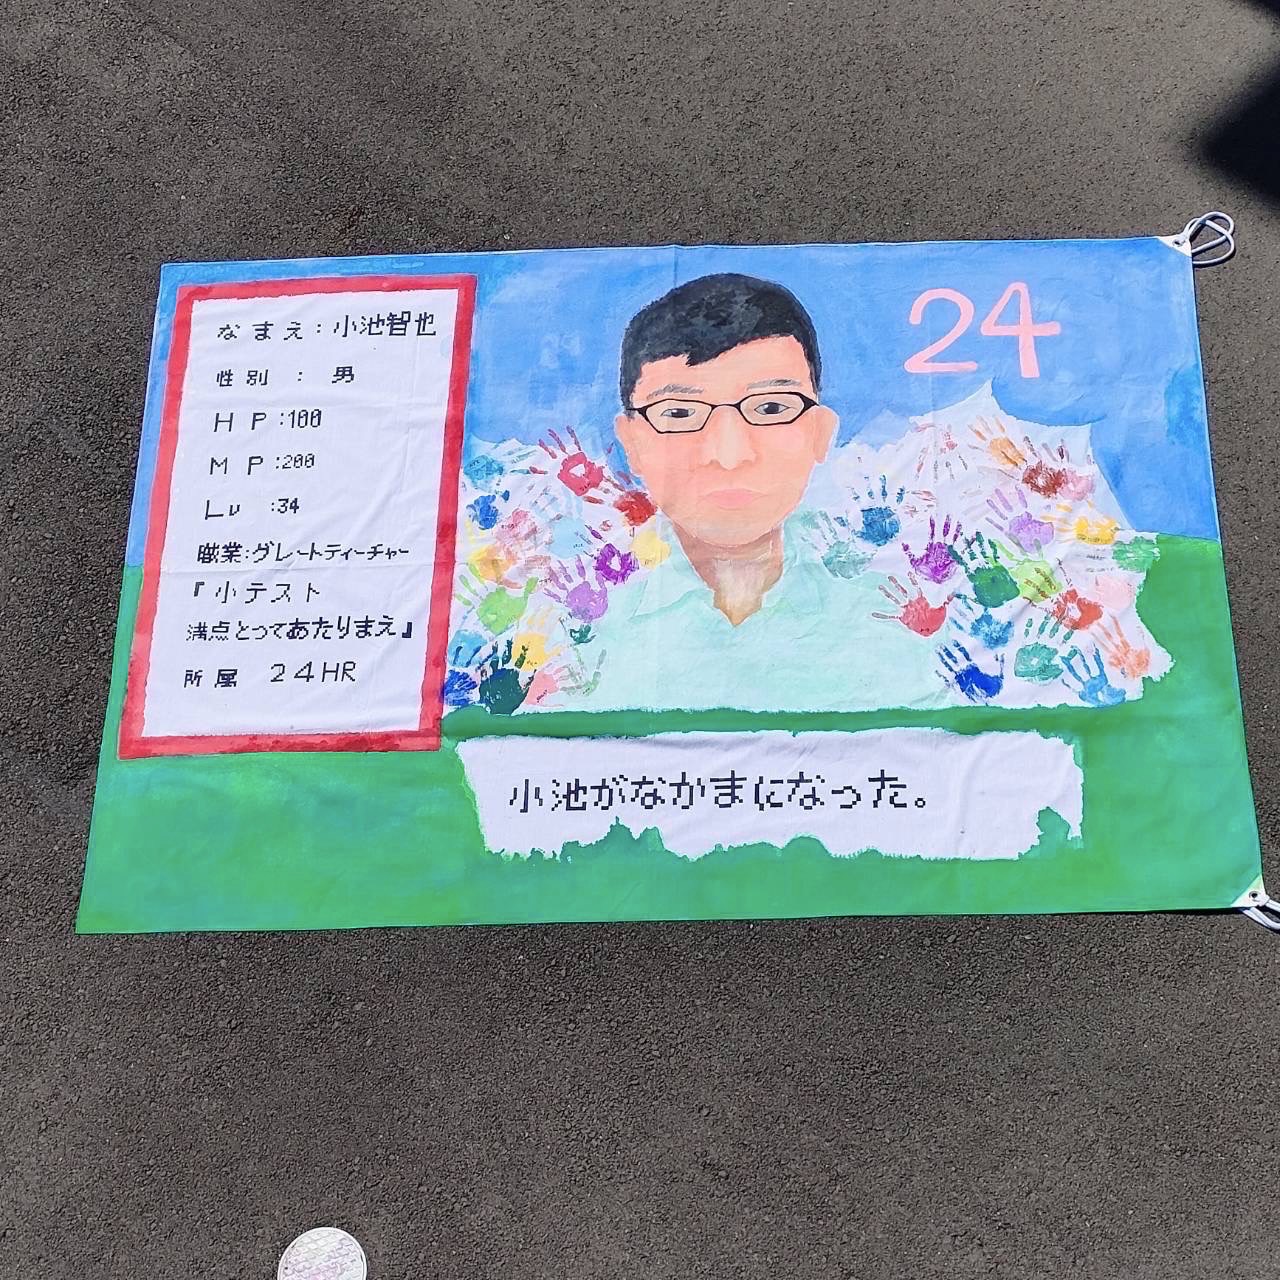 なまえ：小池智也
性別：男
HP:100
MP:200
Lv:34
職業：グレートティーチャー
『小テスト
満点とってあたりまえ』
所属 24HR
24
小池がなかまになった。